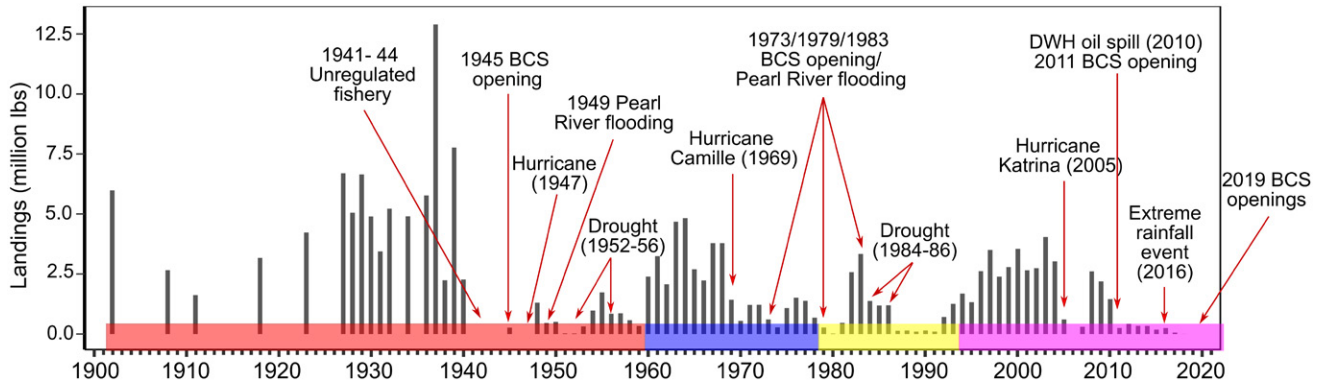 Landings (million lbs)
12.5
10.0
7.5
5.0
2.5
0.0
1941- 44
Unregulated
fishery
1945 BCS
opening
Hurricane
(1947)
1949 Pearl
River flooding
Drought
(1952-56)
Hurricane
Camille (1969)
1973/1979/1983
BCS opening/
Pearl River flooding
Drought
(1984-86)
Hurricane
Katrina (2005)
DWH oil spill (2010)
2011 BCS opening
Extreme
rainfall
event
(2016)
2019 BCS
openings
1900 1910 1920 1930 1940 1950 1960 1970 1980 1990 2000 2010 2020